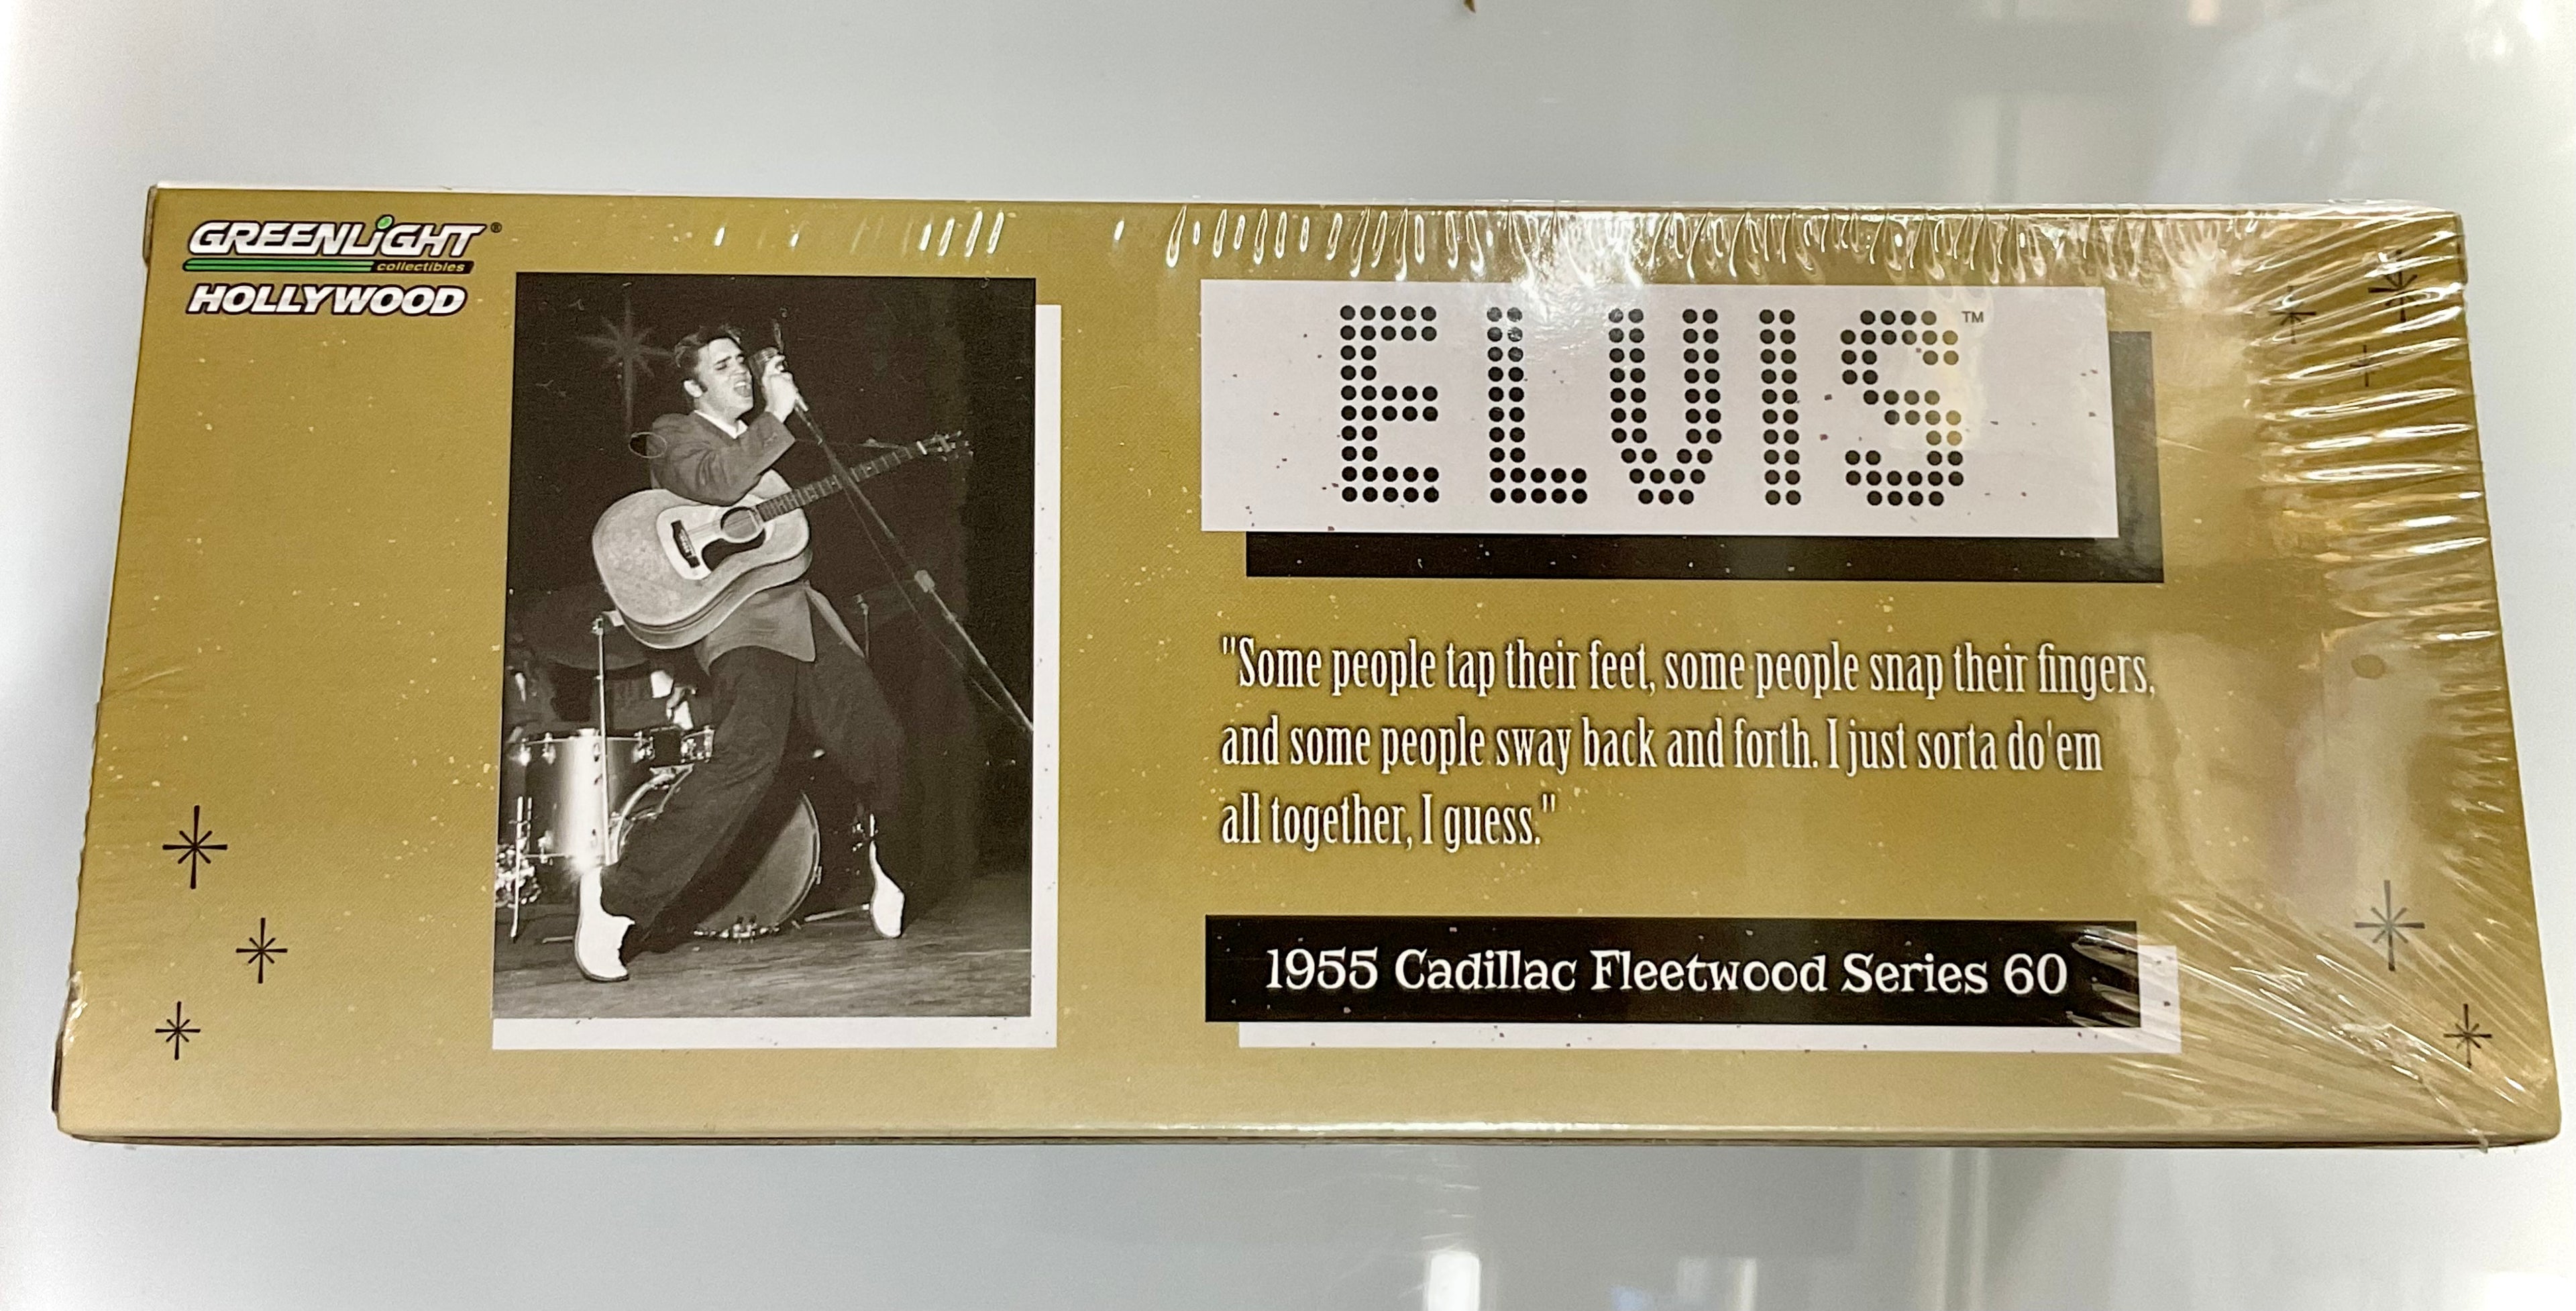 GREENLiGHT®
collectibles
HOLLYWOOD
ELVIS™
"Some people tap their feet, some people snap their fingers,
and some people sway back and forth. I just sorta do'em
all together, I guess."
1955 Cadillac Fleetwood Series 60